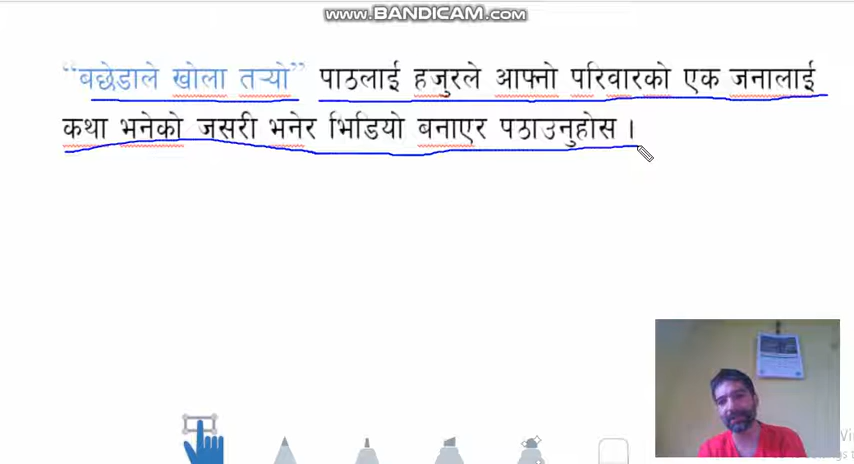 www.BANDICAM.com
“बछेडाले खोला तऱ्यो” पाठलाई हजुरले आफ्नो परिवारको एक जनालाई
कथा भनेको जसरी भनेर भिडियो बनाएर पठाउनुहोस ।